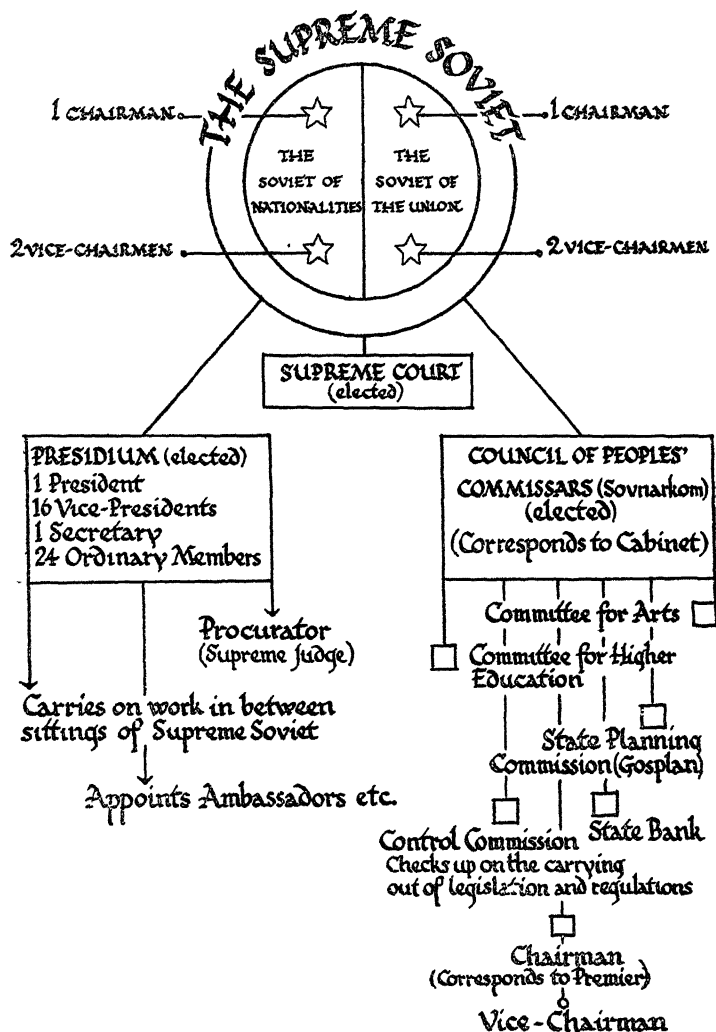 THE SUPREME SOVIET
1 CHAIRMAN
1 CHAIRMAN
THE
SOVIET OF
NATIONALITIES
THE
SOVIET OF
THE UNION
2 VICE-CHAIRMEN
2 VICE-CHAIRMEN
SUPREME COURT
(elected)
PRESIDIUM (elected)
1 President
16 Vice-Presidents
1 Secretary
24 Ordinary Members
Procurator
(Supreme Judge)
Carries on work in between
sittings of Supreme Soviet
Appoints Ambassadors etc.
COUNCIL OF PEOPLES'
COMMISSARS (Sovnarkom)
(elected)
(Corresponds to Cabinet)
Committee for Arts
Committee for Higher
Education
State Planning
Commission (Gosplan)
State Bank
Control Commission
Checks up on the carrying
out of legislation and regulations
Chairman
(Corresponds to Premier)
Vice-Chairman